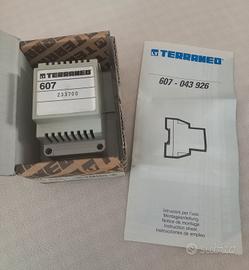 TERRANEO
607
233700
TERRANEO
607 - 043 926
Istruzioni per l'uso
Montageanleitung
Notice de montage
Instruction sheet
Instrucciones de empleo
subito